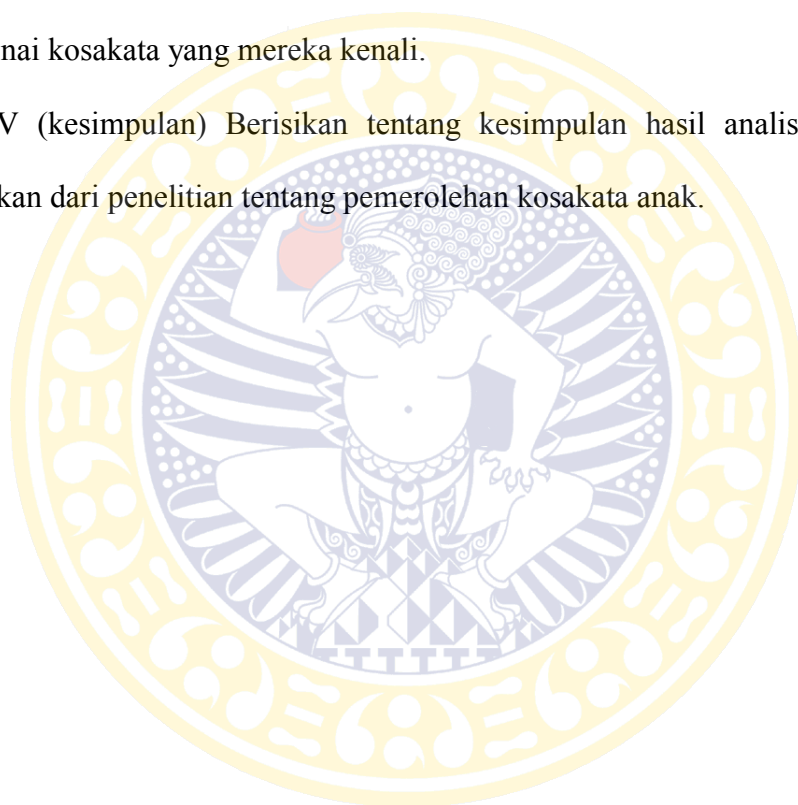 nai kosakata yang mereka kenali.
V (kesimpulan) Berisikan tentang kesimpulan hasil analis
kan dari penelitian tentang pemerolehan kosakata anak.